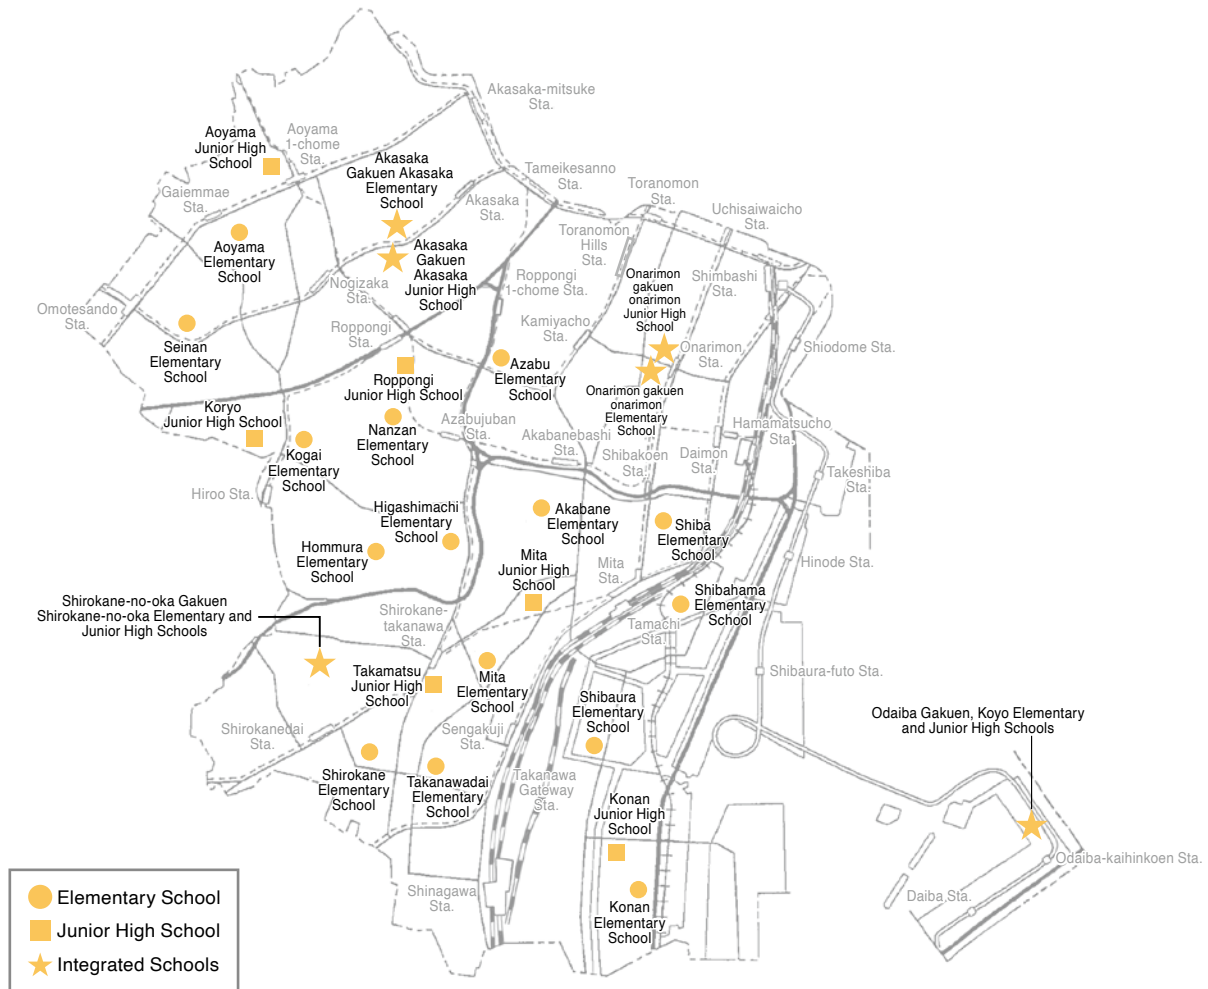 Akasaka-mitsuke
Sta.
Aoyama
Junior High
School
Aoyama
1-chome
Sta.
Akasaka
Gakuen Akasaka
Elementary
School
Tameikesanno
Sta.
Toranomon
Sta.
Gaiemmae
Sta.
Akasaka
Sta.
Uchisaiwaicho
Sta.
Toranomon
Hills
Sta.
Aoyama
Elementary
School
Akasaka
Gakuen
Akasaka
Junior High
School
Nogizaka
Sta.
Roppongi
1-chome Sta.
Onarimon
gakuen
onarimon
Junior High
School
Shimbashi
Sta.
Omotesando
Sta.
Roppongi
Sta.
Kamiyacho
Sta.
Seinan
Elementary
School
Onarimon
Sta.
Shiodome Sta.
Azabu
Elementary
School
Roppongi
Junior High School
Onarimon gakuen
onarimon
Elementary
School
Koryo
Junior High School
Nanzan
Elementary
School
Azabujuban
Sta.
Akabanebashi
Sta.
Hamamatsucho
Sta.
Kogai
Elementary
School
Shibakoen
Sta.
Daimon
Sta.
Takeshiba
Sta.
Hiroo Sta.
Higashimachi
Elementary
School
Akabane
Elementary
School
Shiba
Elementary
School
Hommura
Elementary
School
Mita
Junior High
School
Mita
Sta.
Hinode Sta.
Shirokane-no-oka Gakuen
Shirokane-no-oka Elementary and
Junior High Schools
Shirokane-
takanawa
Sta.
Shibahama
Elementary
School
Tamachi
Sta.
Takamatsu
Junior High
School
Mita
Elementary
School
Shibaura-futo Sta.
Shibaura
Elementary
School
Odaiba Gakuen, Koyo Elementary
and Junior High Schools
Shirokanedai
Sta.
Sengakuji
Sta.
Shirokane
Elementary
School
Takanawadai
Elementary
School
Takanawa
Gateway
Sta.
Konan
Junior High
School
Odaiba-kaihinkoen Sta.
Shinagawa
Sta.
Daiba Sta.
Konan
Elementary
School
Elementary School
Junior High School
Integrated Schools